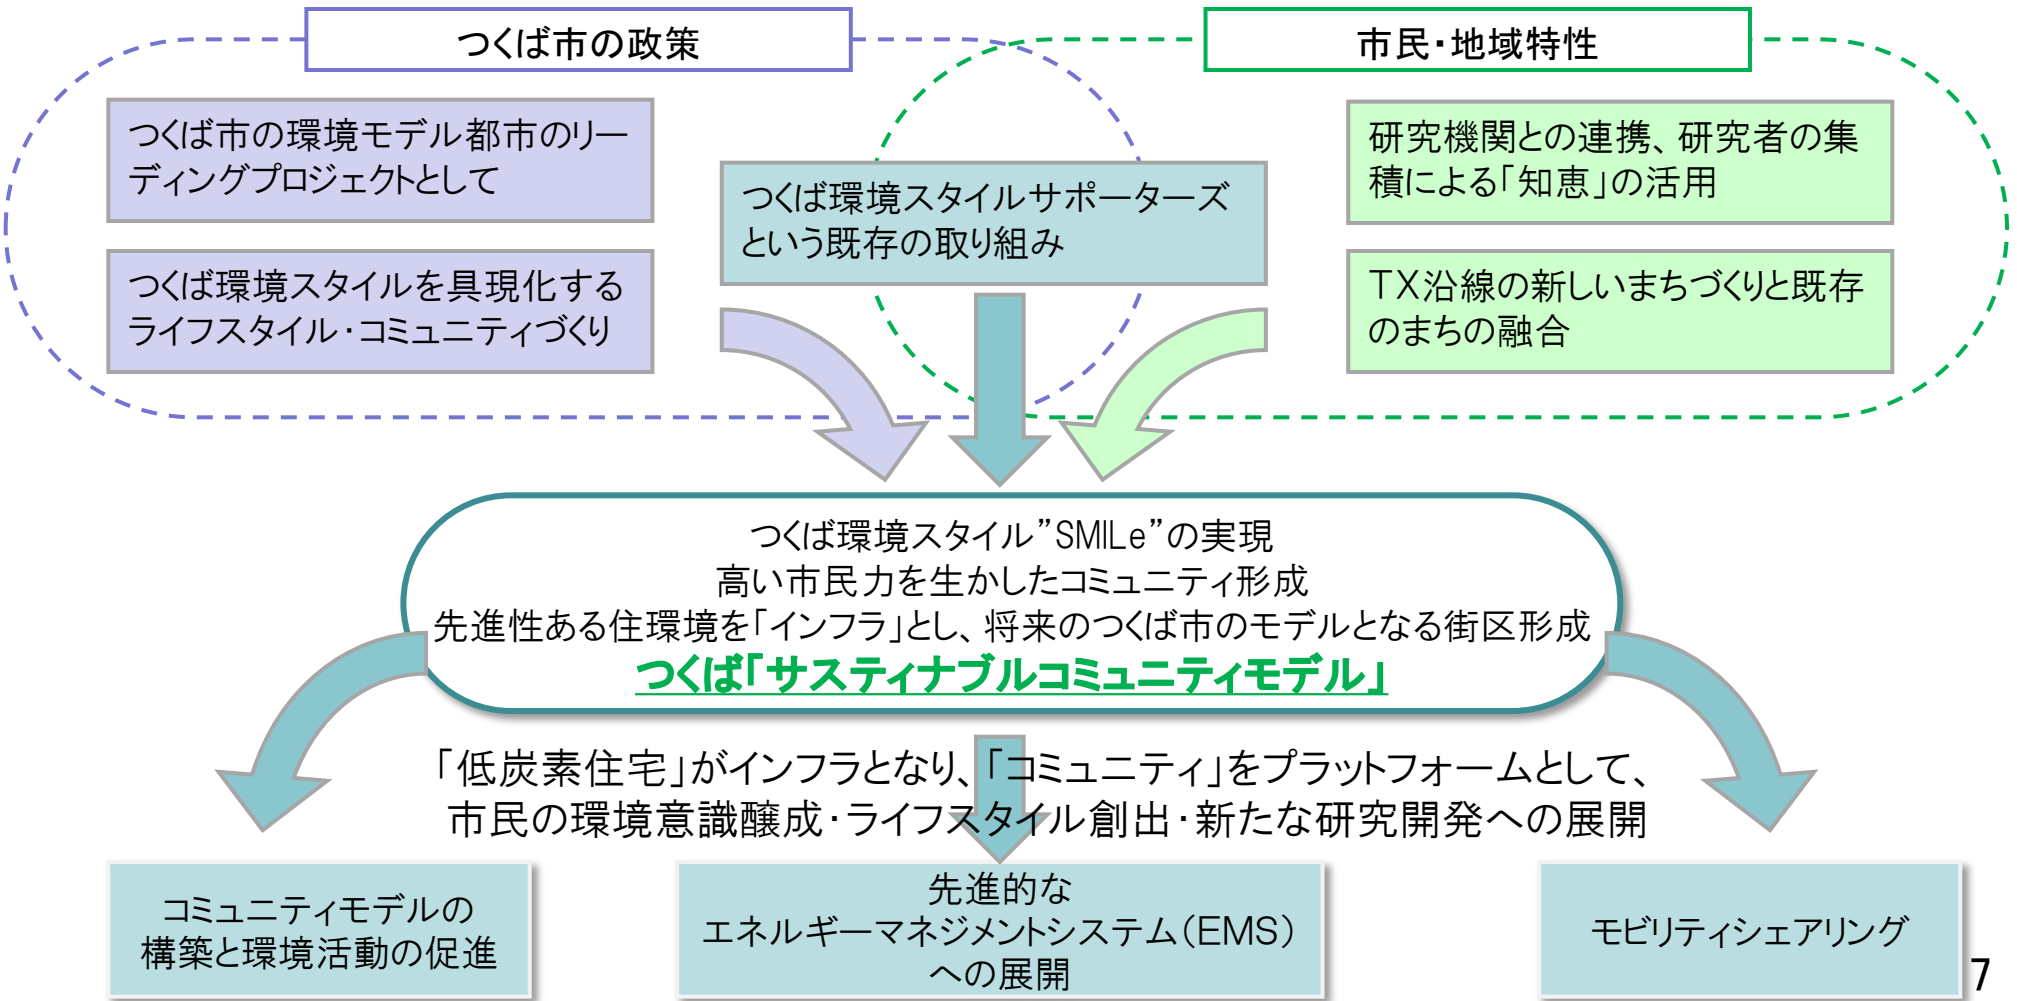 つくば市の政策
市民・地域特性
つくば市の環境モデル都市のリー
ディングプロジェクトとして
つくば環境スタイルを具現化する
ライフスタイル・コミュニティづくり
つくば環境スタイルサポーターズ
という既存の取り組み
研究機関との連携、研究者の集
積による「知恵」の活用
TX沿線の新しいまちづくりと既存
のまちの融合
つくば環境スタイル”SMILe”の実現
高い市民力を生かしたコミュニティ形成
先進性ある住環境を「インフラ」とし、将来のつくば市のモデルとなる街区形成
つくば「サスティナブルコミュニティモデル」
「低炭素住宅」がインフラとなり、「コミュニティ」をプラットフォームとして、
市民の環境意識醸成・ライフスタイル創出・新たな研究開発への展開
コミュニティモデルの
構築と環境活動の促進
先進的な
エネルギーマネジメントシステム(EMS)
への展開
モビリティシェアリング
7